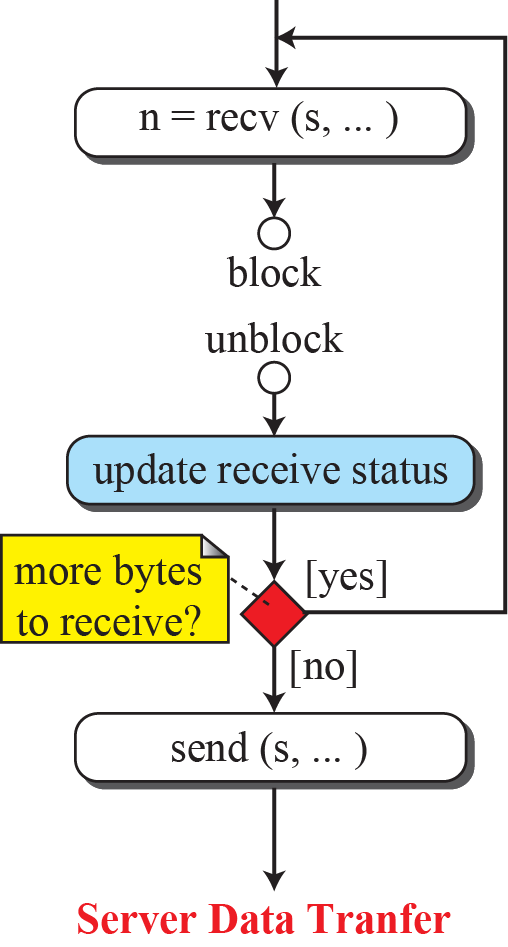 n = recv (s, ... )
block
unblock
update receive status
more bytes
to receive?
[yes]
[no]
send (s, ... )
Server Data Tranfer